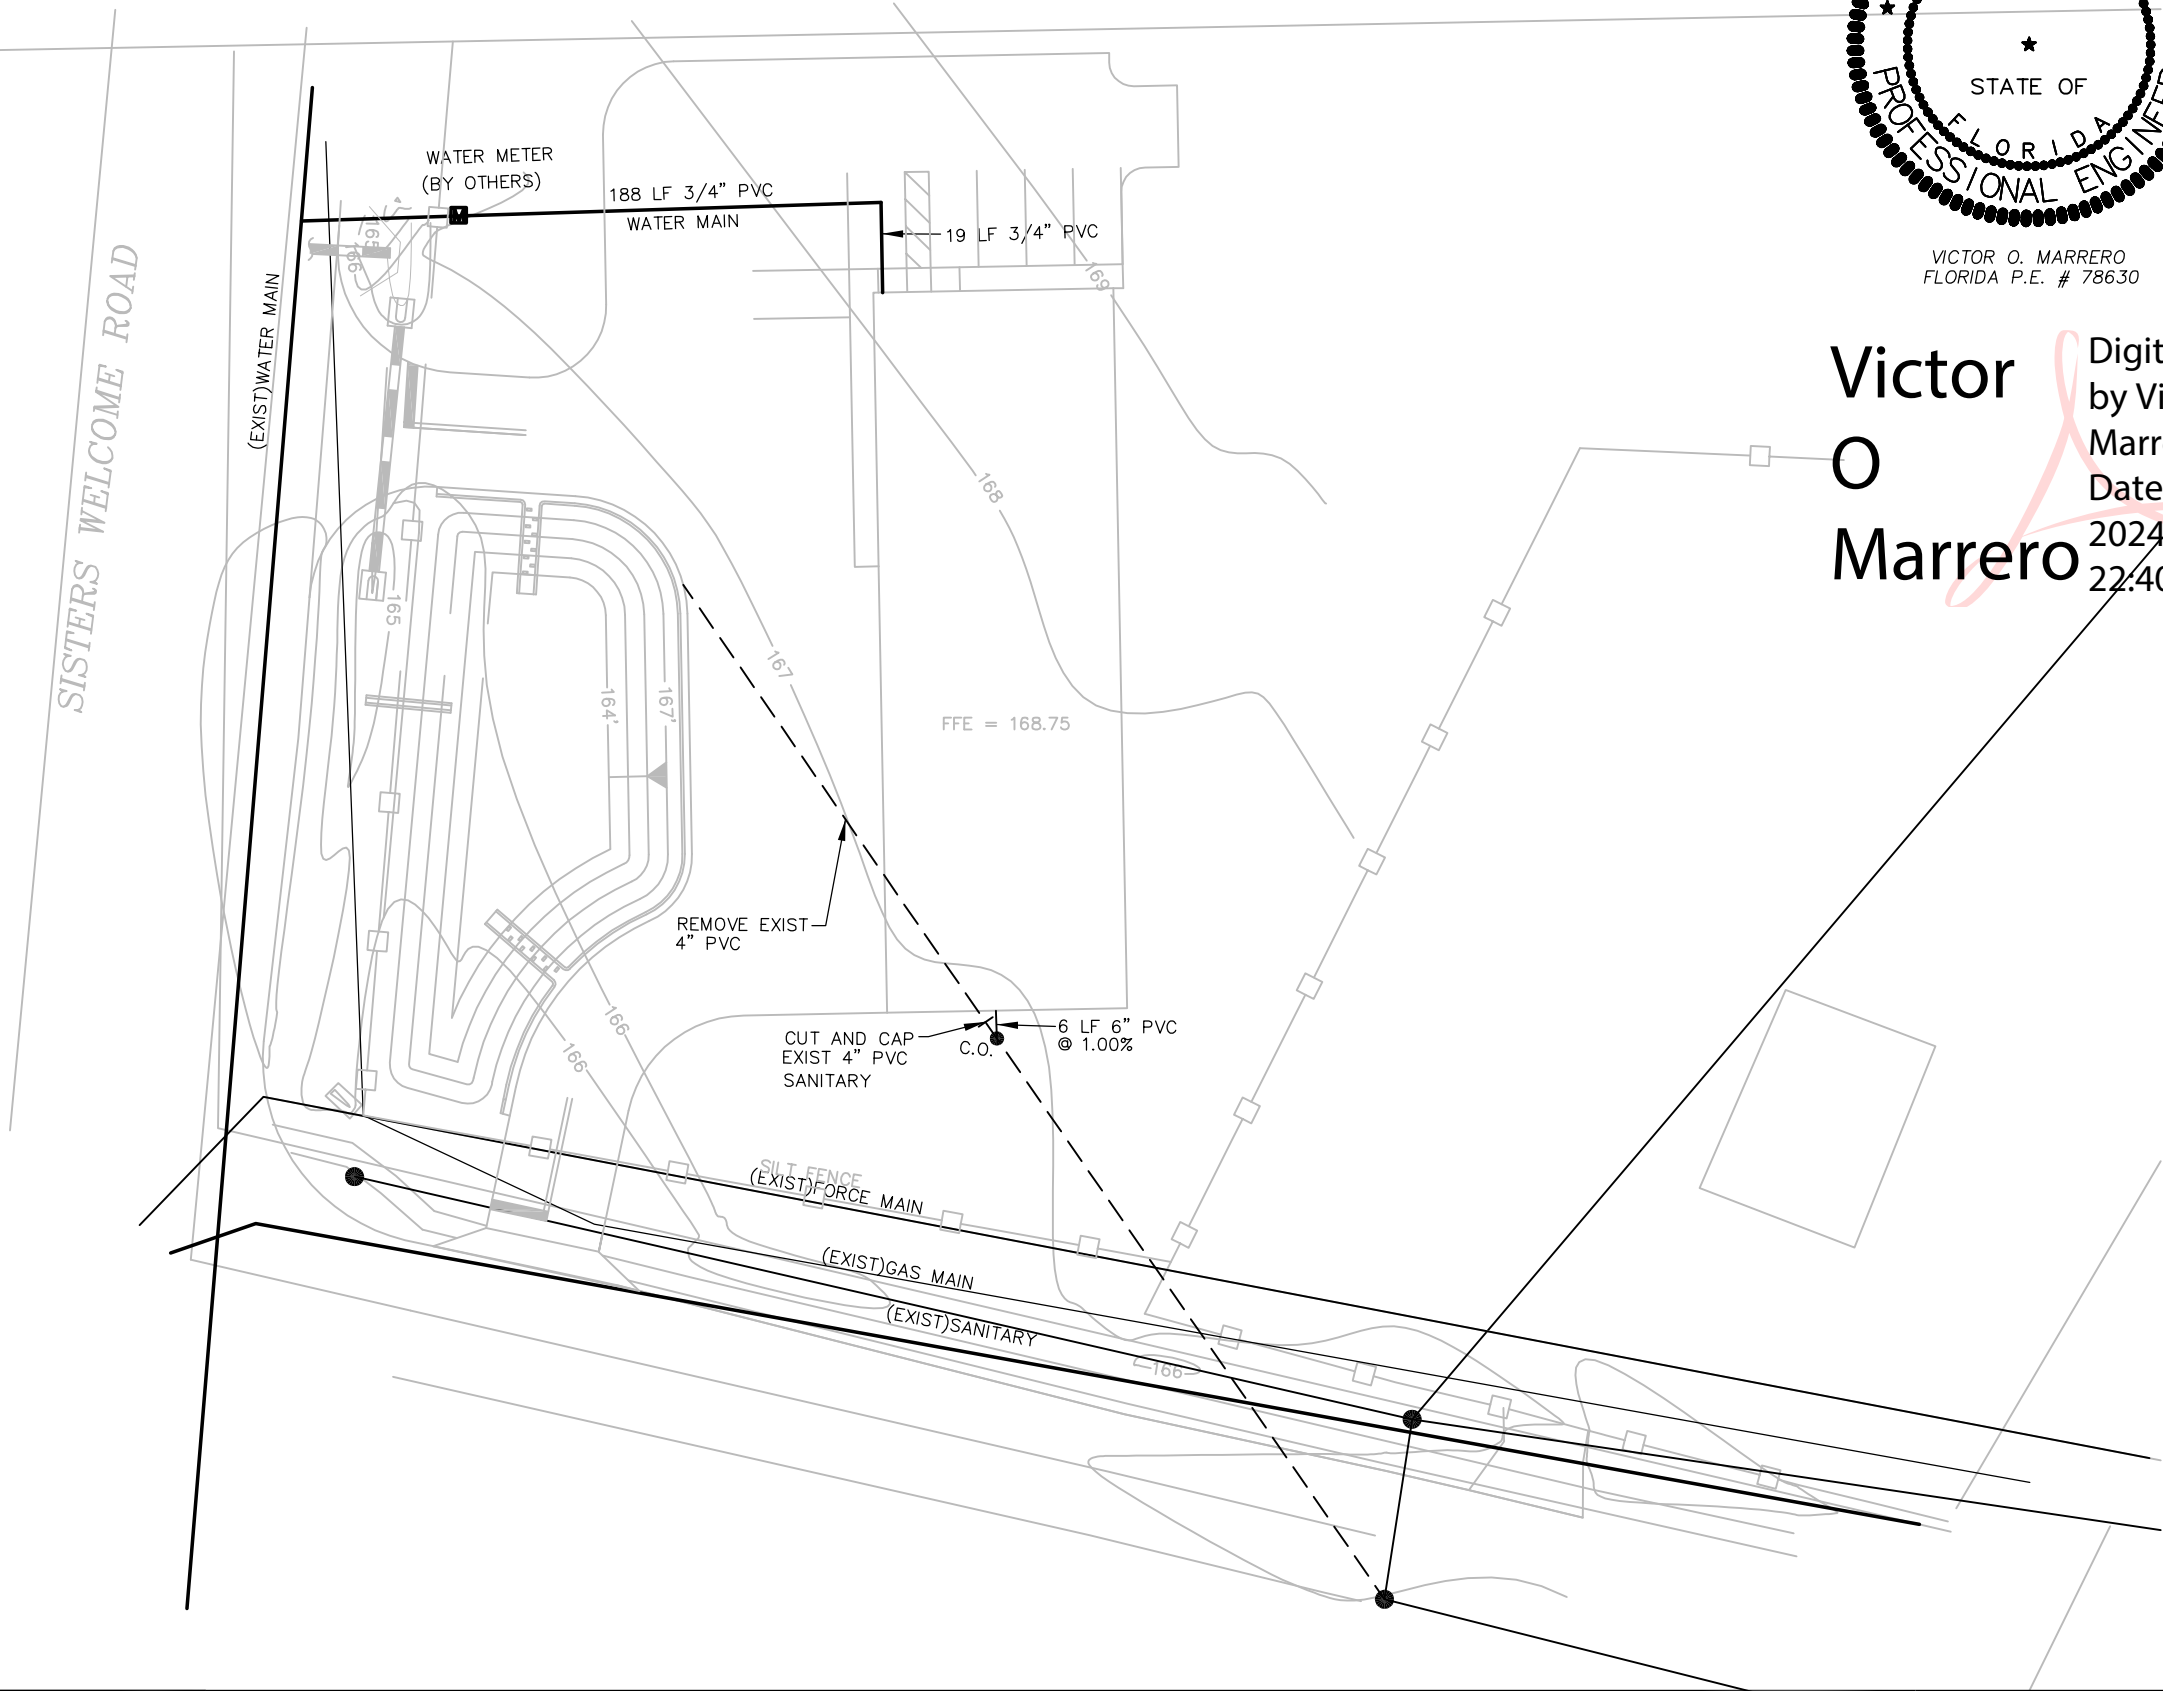 STATE OF
FLORIDA
PROFESSIONAL ENGINEER
VICTOR O. MARRERO
FLORIDA P.E. # 78630
Victor
O
Marrero
Digit
by Vi
Marr
Date
2024
22:40
WATER METER
(BY OTHERS)
188 LF 3/4" PVC
WATER MAIN
19 LF 3/4" PVC
165
166
169
(EXIST)WATER MAIN
SISTERS WELCOME ROAD
168
165
167
164'
167'
FFE = 168.75
REMOVE EXIST
4" PVC
166
166
CUT AND CAP
EXIST 4" PVC
SANITARY
C.O.
6 LF 6" PVC
@ 1.00%
SILT FENCE
(EXIST)FORCE MAIN
(EXIST)GAS MAIN
(EXIST)SANITARY
166